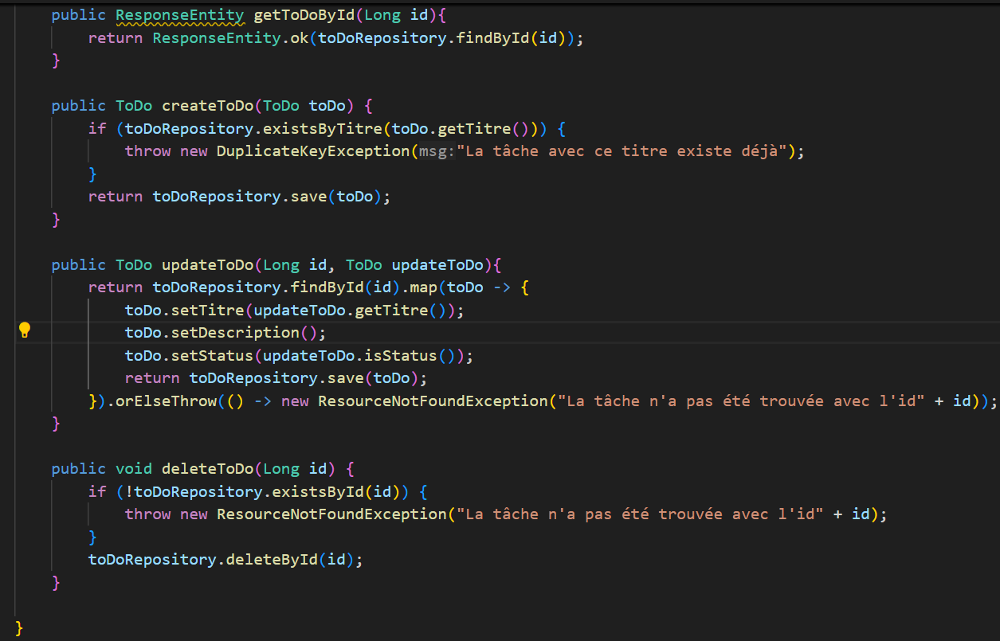 public ResponseEntity getToDoById(Long id){
return ResponseEntity.ok(toDoRepository.findById(id));
}
public ToDo createToDo(ToDo toDo) {
if (toDoRepository.existsByTitre(toDo.getTitre())) {
throw new DuplicateKeyException(msg:"La tâche avec ce titre existe déjà");
}
return toDoRepository.save(toDo);
}
public ToDo updateToDo(Long id, ToDo updateToDo){
return toDoRepository.findById(id).map(toDo -> {
toDo.setTitre(updateToDo.getTitre());
toDo.setDescription();
toDo.setStatus(updateToDo.isStatus());
return toDoRepository.save(toDo);
}).orElseThrow(() -> new ResourceNotFoundException("La tâche n'a pas été trouvée avec l'id" + id));
}
public void deleteToDo(Long id) {
if (!toDoRepository.existsById(id)) {
throw new ResourceNotFoundException("La tâche n'a pas été trouvée avec l'id" + id);
}
toDoRepository.deleteById(id);
}
}